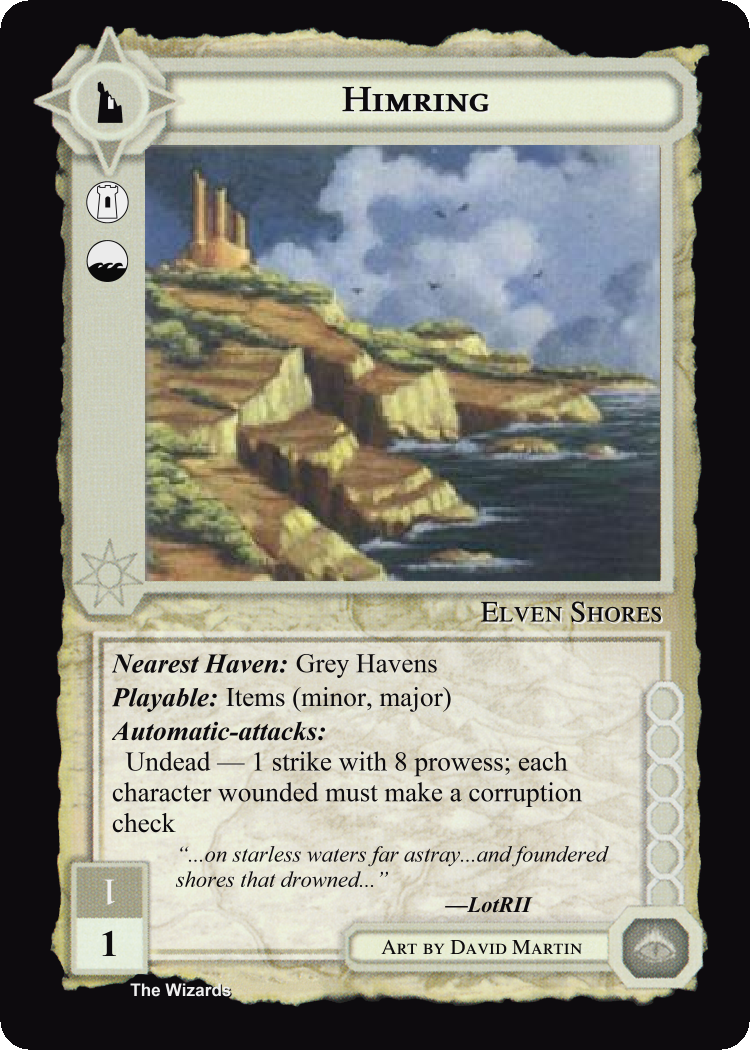 Himring
Elven Shores
Nearest Haven: Grey Havens
Playable: Items (minor, major)
Automatic-attacks:
Undead — 1 strike with 8 prowess; each
character wounded must make a corruption
check
“...on starless waters far astray...and foundered
shores that drowned...”
—LotRII
1
1
Art by David Martin
The Wizards